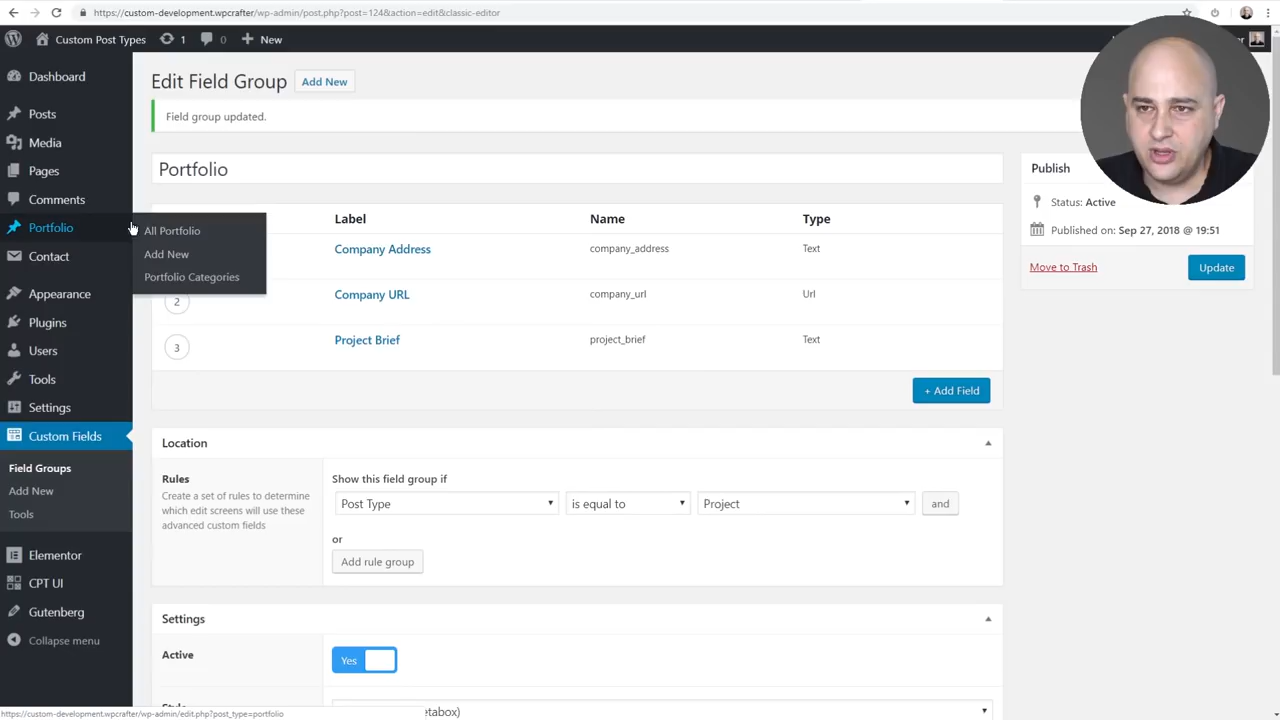 https://custom-development.wpcrafter/wp-admin/post.php?post=124&action=edit&classic-editor
Custom Post Types
1
0
New
Dashboard
Posts
Media
Pages
Comments
Portfolio
Contact
Appearance
Plugins
Users
Tools
Settings
Custom Fields
Field Groups
Add New
Tools
Elementor
CPT UI
Gutenberg
Collapse menu
All Portfolio
Add New
Portfolio Categories
Edit Field Group
Add New
Field group updated.
Portfolio
Label Name Type
Company Address company_address Text
2 Company URL company_url Url
3 Project Brief project_brief Text
+ Add Field
Location
Rules
Create a set of rules to determine
which edit screens will use these
advanced custom fields
Show this field group if
Post Type is equal to Project and
or
Add rule group
Settings
Active
Yes
etabox)
Publish
Status: Active
Published on: Sep 27, 2018 @ 19:51
Move to Trash
Update
https://custom-development.wpcrafter/wp-admin/edit.php?post_type=portfolio